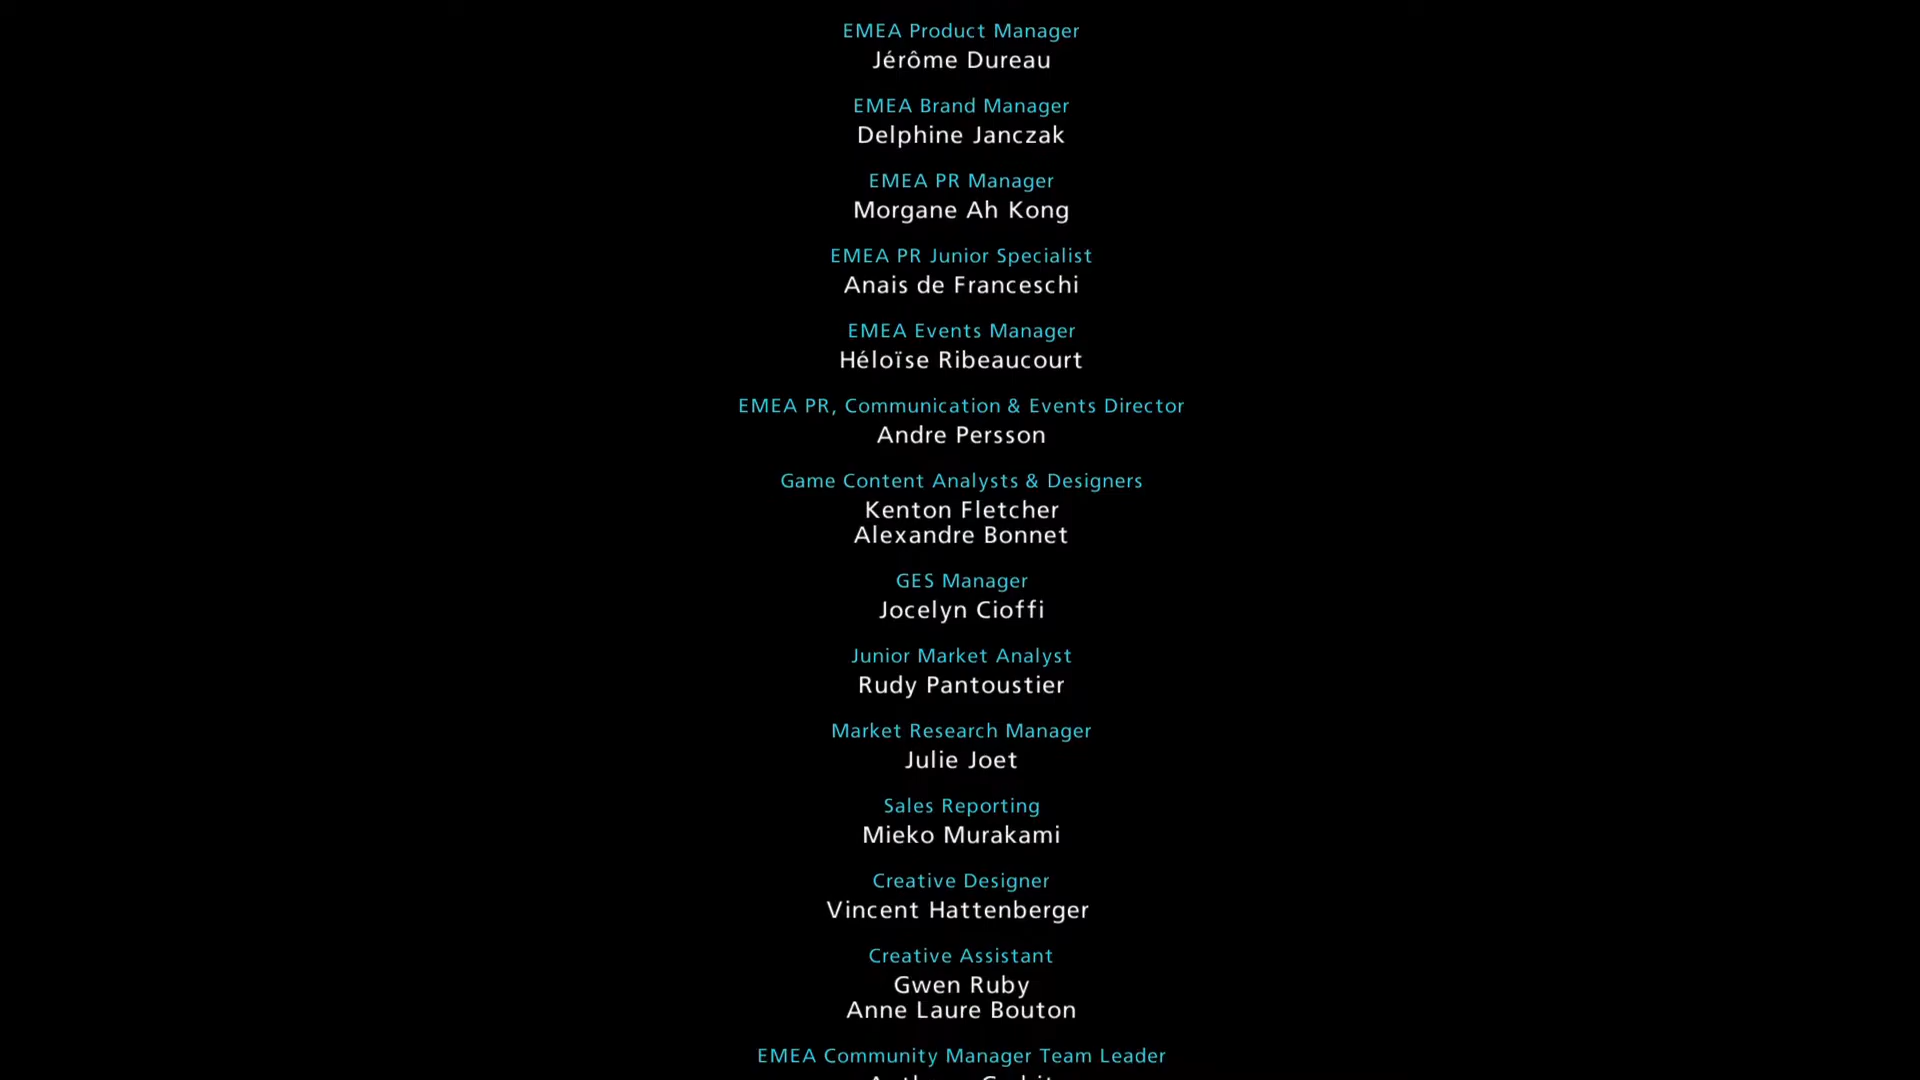 EMEA Product Manager
Jérôme Dureau
EMEA Brand Manager
Delphine Janczak
EMEA PR Manager
Morgane Ah Kong
EMEA PR Junior Specialist
Anais de Franceschi
EMEA Events Manager
Héloïse Ribeaucourt
EMEA PR, Communication & Events Director
Andre Persson
Game Content Analysts & Designers
Kenton Fletcher
Alexandre Bonnet
GES Manager
Jocelyn Cioffi
Junior Market Analyst
Rudy Pantoustier
Market Research Manager
Julie Joet
Sales Reporting
Mieko Murakami
Creative Designer
Vincent Hattenberger
Creative Assistant
Gwen Ruby
Anne Laure Bouton
EMEA Community Manager Team Leader